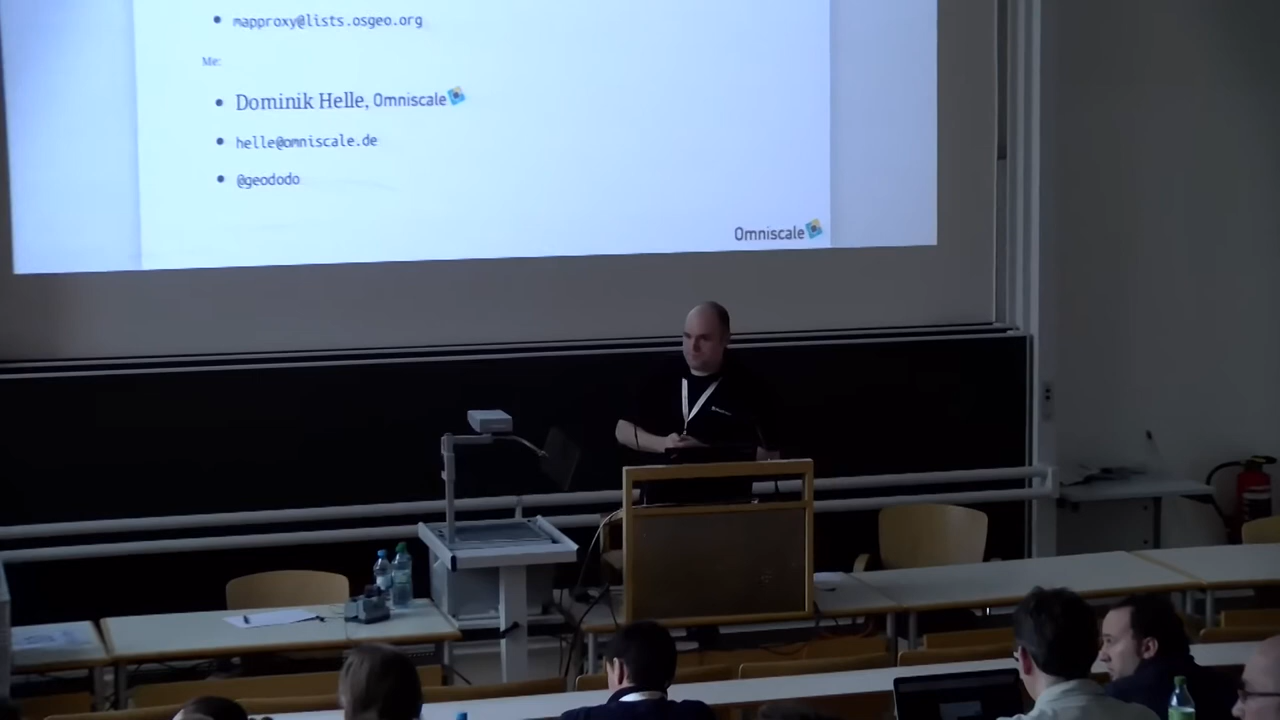 mapproxy@lists.osgeo.org
Me:
Dominik Helle, Omniscale
helle@omniscale.de
@geododo
Omniscale